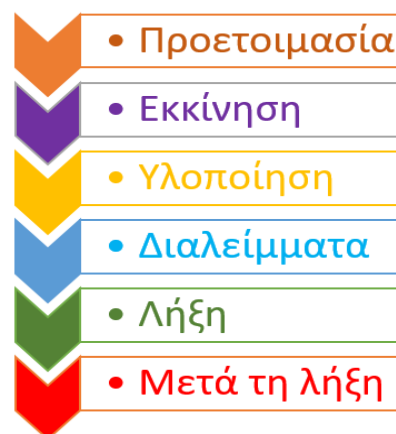 • Προετοιμασία
• Εκκίνηση
• Υλοποίηση
• Διαλείμματα
• Λήξη
• Μετά τη λήξη